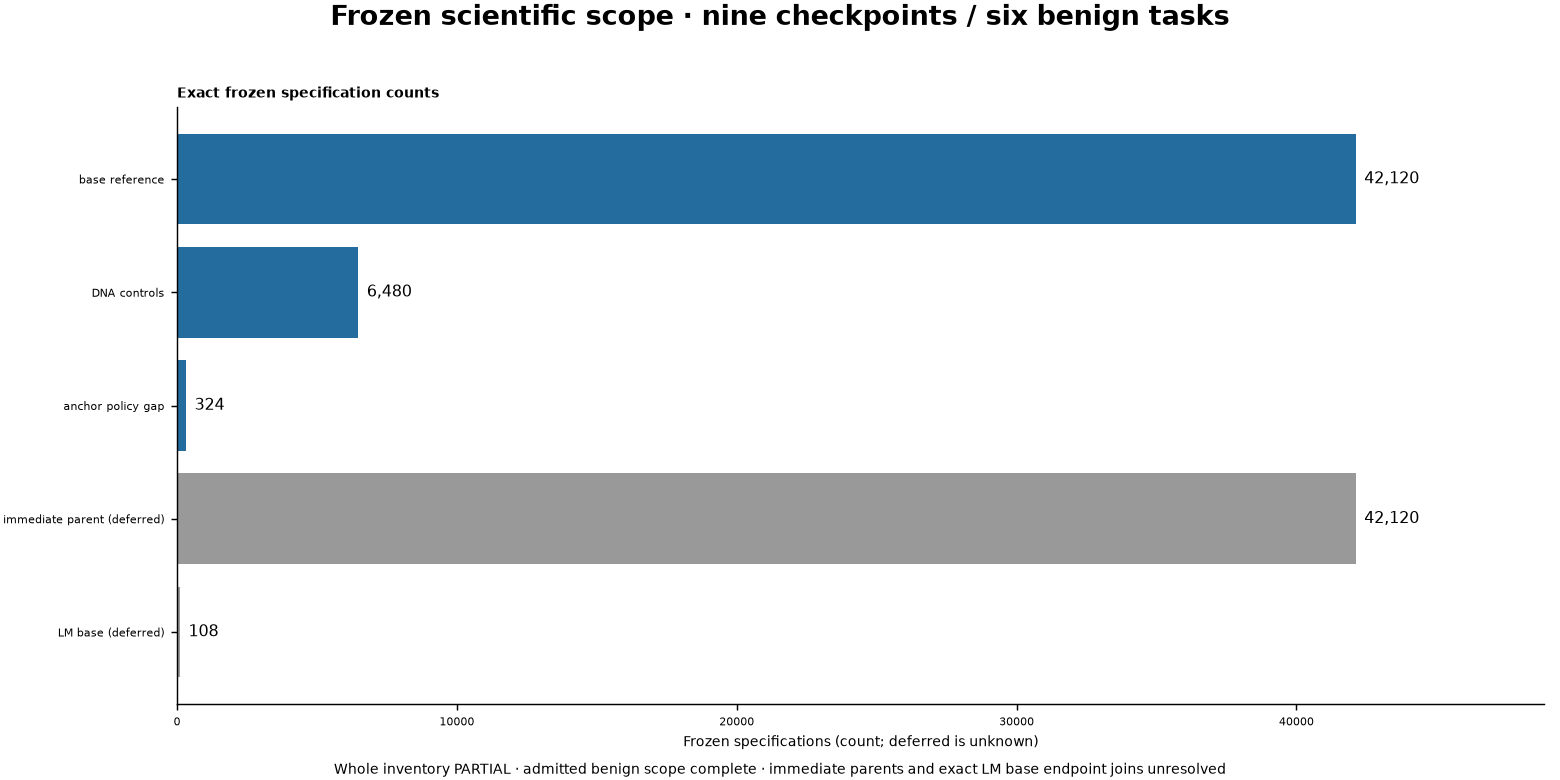 Frozen scientific scope · nine checkpoints / six benign tasks
Exact frozen specification counts
base reference
42,120
DNA controls
6,480
anchor policy gap
324
immediate parent (deferred)
42,120
LM base (deferred)
108
0 10000 20000 30000 40000
Frozen specifications (count; deferred is unknown)
Whole inventory PARTIAL · admitted benign scope complete · immediate parents and exact LM base endpoint joins unresolved